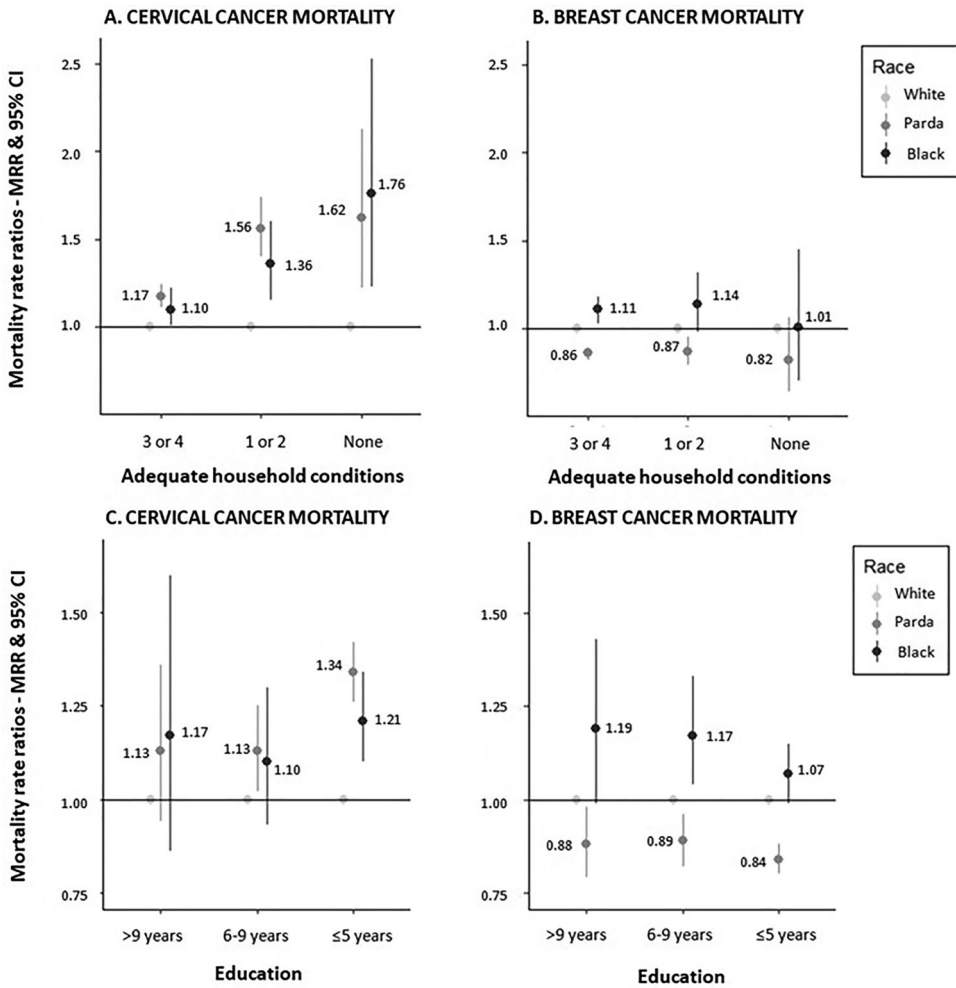 A. CERVICAL CANCER MORTALITY
Mortality rate ratios - MRR & 95% CI
2.5
2.0
1.5
1.0
1.17
1.10
1.56
1.36
1.62
1.76
3 or 4
1 or 2
None
Adequate household conditions
B. BREAST CANCER MORTALITY
2.5
2.0
1.5
1.0
0.86
1.11
0.87
1.14
0.82
1.01
3 or 4
1 or 2
None
Adequate household conditions
Race
White
Parda
Black
C. CERVICAL CANCER MORTALITY
Mortality rate ratios - MRR & 95% CI
1.50
1.25
1.00
0.75
1.13
1.17
1.13
1.10
1.34
1.21
>9 years
6-9 years
≤5 years
Education
D. BREAST CANCER MORTALITY
1.50
1.25
1.00
0.75
0.88
1.19
0.89
1.17
0.84
1.07
>9 years
6-9 years
≤5 years
Education
Race
White
Parda
Black